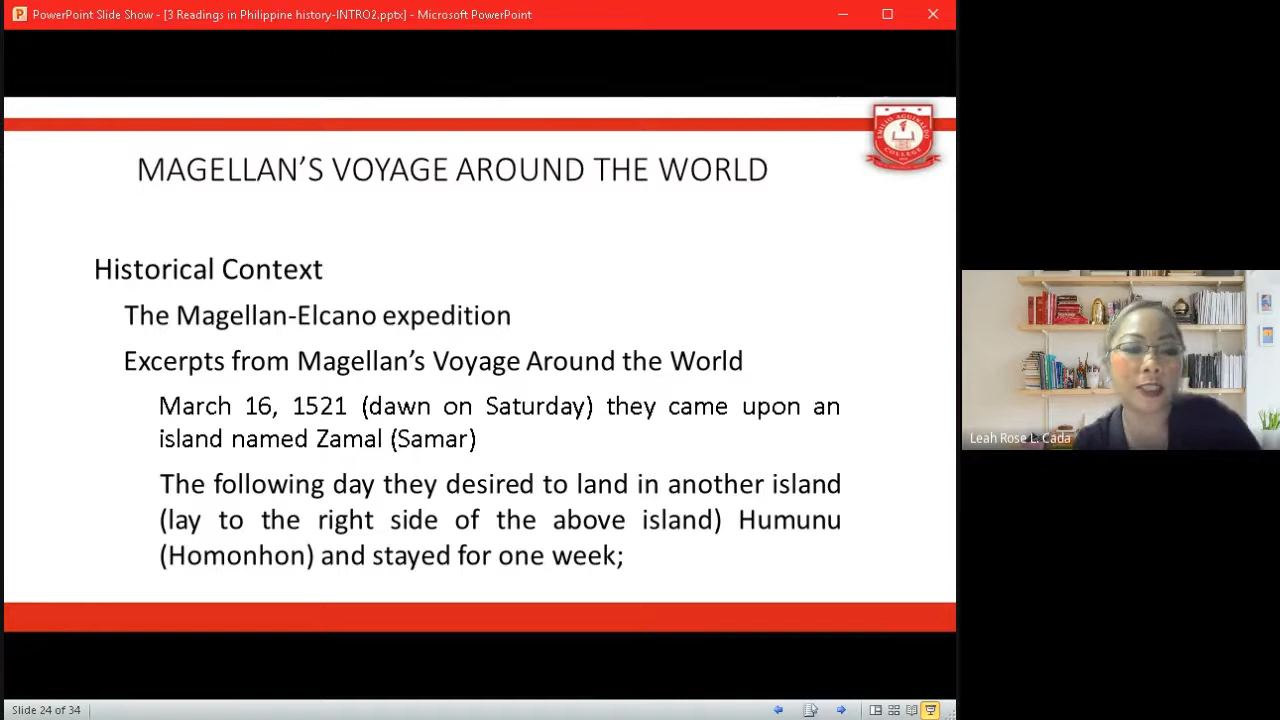 PowerPoint Slide Show - [3 Readings in Philippine history-INTRO2.pptx] - Microsoft PowerPoint
EMILIO AGUINALDO
COLLEGE
MAGELLAN’S VOYAGE AROUND THE WORLD
Historical Context
The Magellan-Elcano expedition
Excerpts from Magellan’s Voyage Around the World
March 16, 1521 (dawn on Saturday) they came upon an
island named Zamal (Samar)
The following day they desired to land in another island
(lay to the right side of the above island) Humunu
(Homonhon) and stayed for one week;
Leah Rose L. Cada
Slide 24 of 34